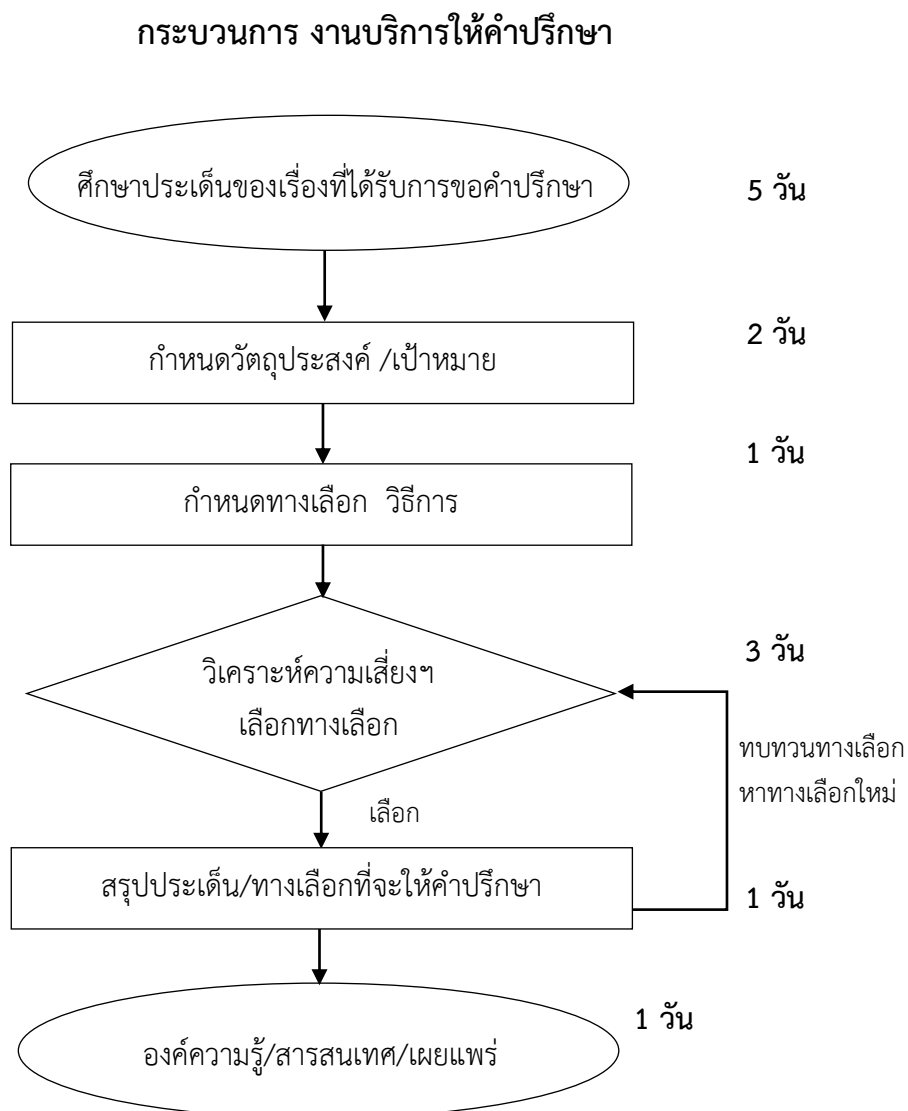 กระบวนการ งานบริการให้คำปรึกษา
ศึกษาประเด็นของเรื่องที่ได้รับการขอคำปรึกษา
5 วัน
กำหนดวัตถุประสงค์ /เป้าหมาย
2 วัน
กำหนดทางเลือก วิธีการ
1 วัน
วิเคราะห์ความเสี่ยงฯ
เลือกทางเลือก
3 วัน
ทบทวนทางเลือก
หาทางเลือกใหม่
เลือก
สรุปประเด็น/ทางเลือกที่จะให้คำปรึกษา
1 วัน
องค์ความรู้/สารสนเทศ/เผยแพร่
1 วัน